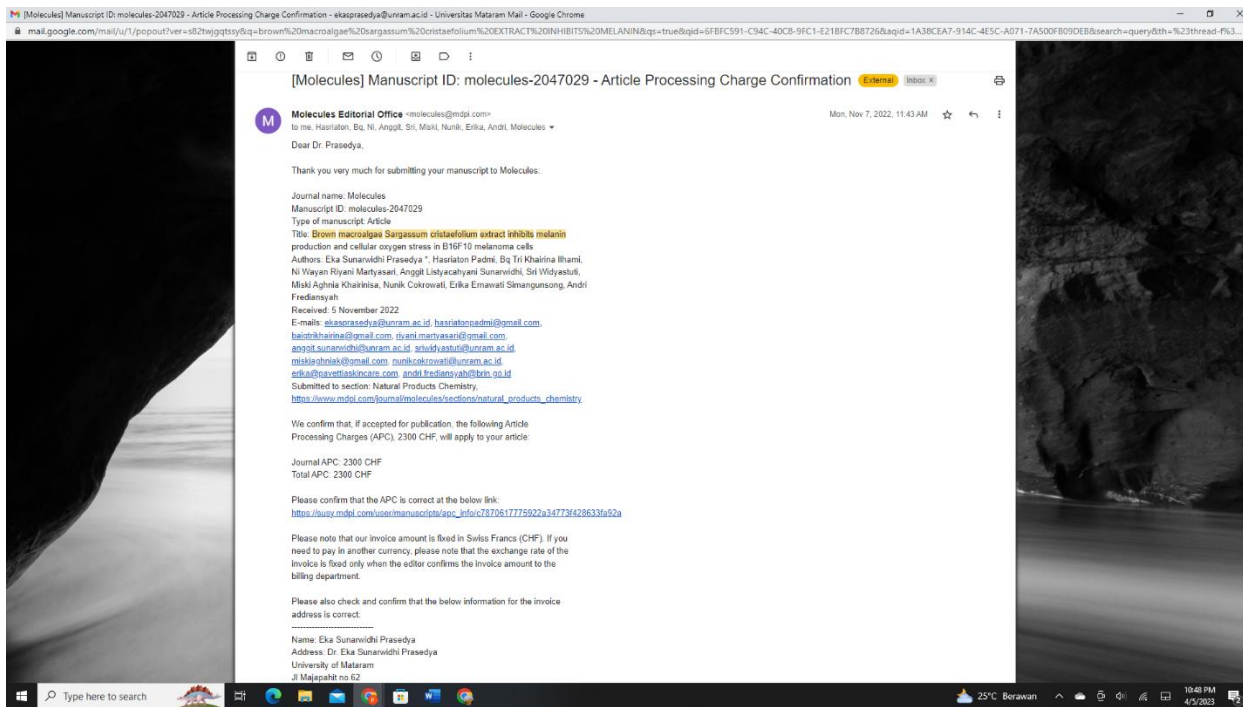 [Molecules] Manuscript ID: molecules-2047029 - Article Processing Charge Confirmation - ekasprasedya@unram.ac.id - Universitas Mataram Mail - Google Chrome
[Molecules] Manuscript ID: molecules-2047029 - Article Processing Charge Confirmation External Inbox x
Molecules Editorial Office <molecules@mdpi.com>
Mon, Nov 7, 2022, 11:43 AM
to me, Hasriaton, Bq, Ni, Anggit, Sri, Miski, Nunik, Erika, Andri, Molecules
M
Dear Dr. Prasedya,
Thank you very much for submitting your manuscript to Molecules:
Journal name: Molecules
Manuscript ID: molecules-2047029
Type of manuscript: Article
Title: Brown macroalgae Sargassum cristaefolium extract inhibits melanin
production and cellular oxygen stress in B16F10 melanoma cells
Authors: Eka Sunarwidhi Prasedya *, Hasriaton Padmi, Bq Tri Khairina Ilhami,
Ni Wayan Riyani Martyasari, Anggit Listyacahyani Sunarwidhi, Sri Widyastuti,
Miski Aghnia Khairinisa, Nunik Cokrowati, Erika Ernawati Simangunsong, Andri
Frediansyah
Received: 5 November 2022
E-mails: ekasprasedya@unram.ac.id, hasriatonpadmi@gmail.com,
baiqtrikhairina@gmail.com, riyani.martyasari@gmail.com,
anggit.sunarwidhi@unram.ac.id, sriwidyastuti@unram.ac.id,
miskiaghniak@gmail.com, nunikcokrowati@unram.ac.id,
erika@pavettiaskincare.com, andri.frediansyah@brin.go.id
Submitted to section: Natural Products Chemistry,
https://www.mdpi.com/journal/molecules/sections/natural_products_chemistry
We confirm that, if accepted for publication, the following Article
Processing Charges (APC), 2300 CHF, will apply to your article:
Journal APC: 2300 CHF
Total APC: 2300 CHF
Please confirm that the APC is correct at the below link:
https://susy.mdpi.com/user/manuscripts/apc_info/c7870617775922a34773f428633fa92a
Please note that our invoice amount is fixed in Swiss Francs (CHF). If you
need to pay in another currency, please note that the exchange rate of the
invoice is fixed only when the editor confirms the invoice amount to the
billing department.
Please also check and confirm that the below information for the invoice
address is correct:
----------------------------
Name: Eka Sunarwidhi Prasedya
Address: Dr. Eka Sunarwidhi Prasedya
University of Mataram
Jl Majapahit no 62
Type here to search
25°C Berawan
10:48 PM
4/5/2023